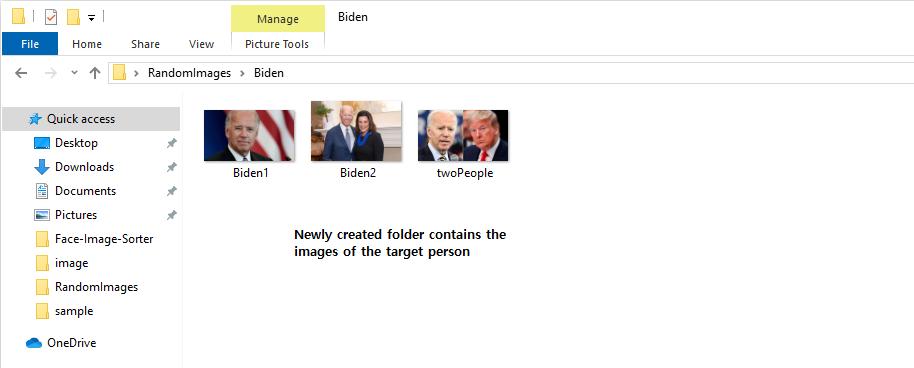 Manage
Biden
File
Home
Share
View
Picture Tools
RandomImages
Biden
Quick access
Desktop
Downloads
Documents
Pictures
Face-Image-Sorter
image
RandomImages
sample
OneDrive
Biden1
Biden2
twoPeople
Newly created folder contains the
images of the target person